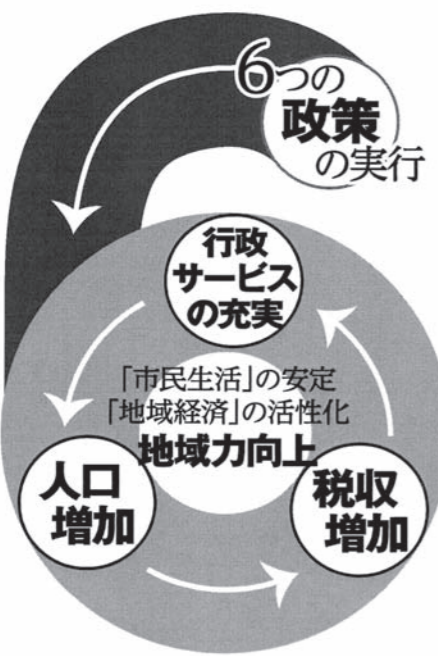 6つの
政策
の実行
行政
サービス
の充実
「市民生活」の安定
「地域経済」の活性化
地域力向上
人口
増加
税収
増加